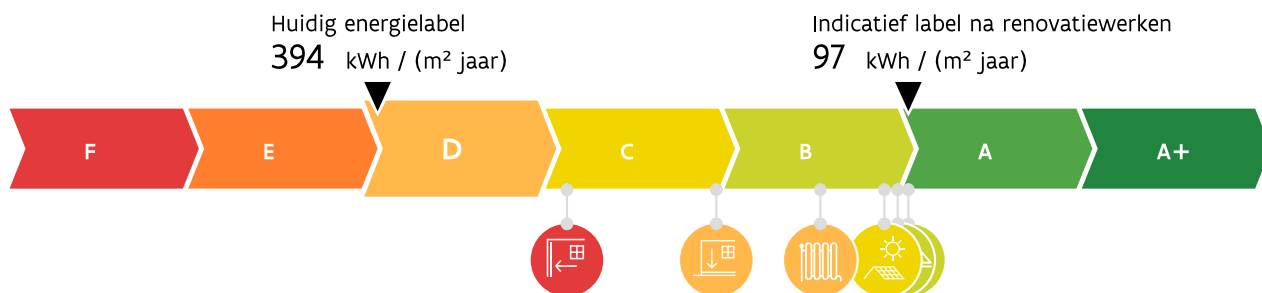 Huidig energielabel
394 kWh / (m² jaar)
Indicatief label na renovatiewerken
97 kWh / (m² jaar)
F E D C B A A+